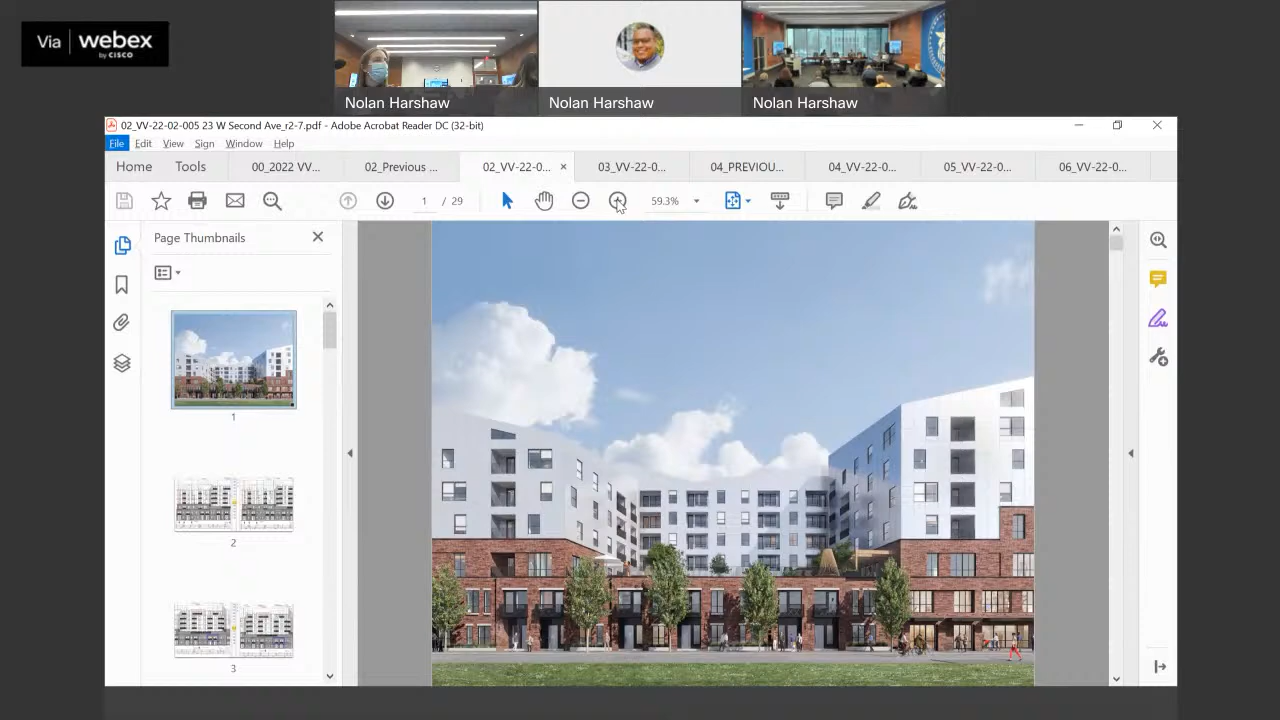 Via webex
by CISCO
Nolan Harshaw
Nolan Harshaw
Nolan Harshaw
02_VV-22-02-005 23 W Second Ave_r2-7.pdf - Adobe Acrobat Reader DC (32-bit)
File Edit View Sign Window Help
Home Tools 00_2022 VV... 02_Previous ... 02_VV-22-0... 03_VV-22-0... 04_PREVIOU... 04_VV-22-0... 05_VV-22-0... 06_VV-22-0...
1 / 29 59.3%
Page Thumbnails
1
2
3